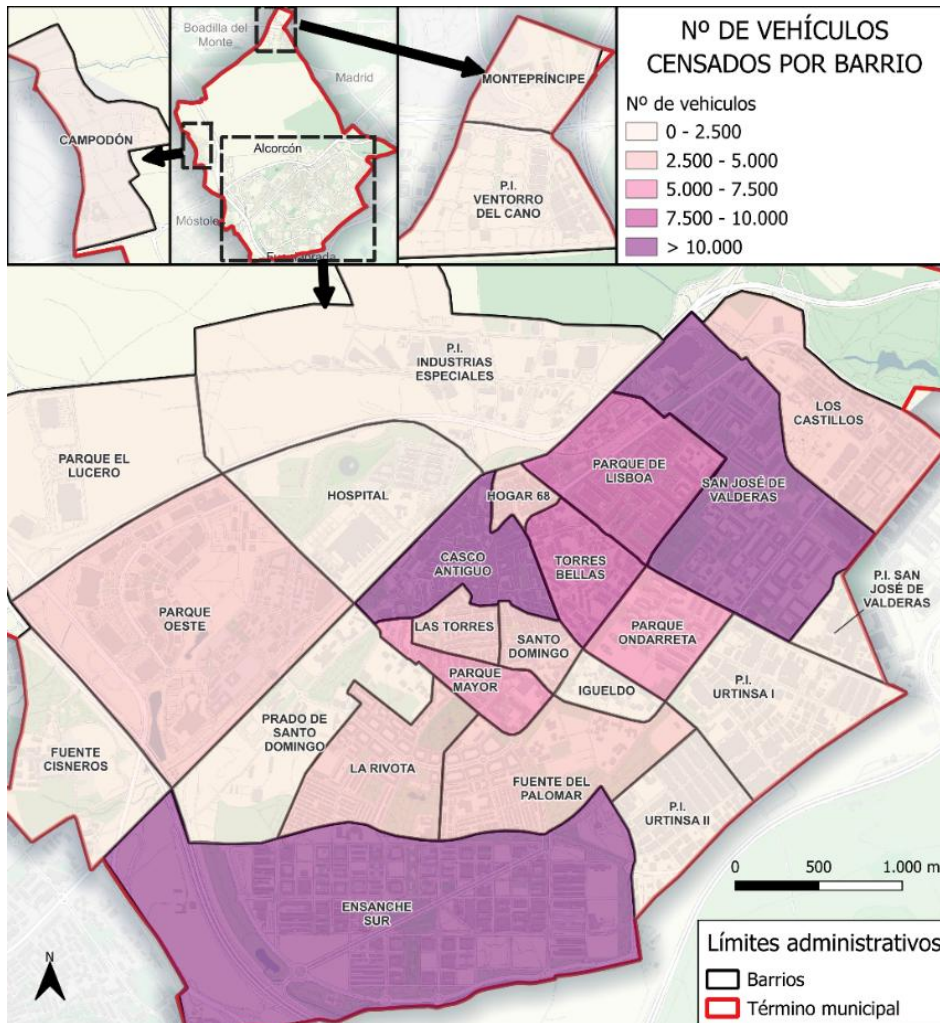 Boadilla del
Monte
Madrid
Alcorcón
Móstole
CAMPODÓN
MONTEPRÍNCIPE
P.I.
VENTORRO
DEL CANO
Nº DE VEHÍCULOS
CENSADOS POR BARRIO
Nº de vehiculos
0 - 2.500
2.500 - 5.000
5.000 - 7.500
7.500 - 10.000
> 10.000
P.I.
INDUSTRIAS
ESPECIALES
LOS
CASTILLOS
PARQUE EL
LUCERO
HOSPITAL
HOGAR 68
PARQUE DE
LISBOA
SAN JOSÉ DE
VALDERAS
CASCO
ANTIGUO
TORRES
BELLAS
P.I. SAN
JOSÉ DE
VALDERAS
PARQUE
OESTE
LAS TORRES
SANTO
DOMINGO
PARQUE
ONDARRETA
PARQUE
MAYOR
IGUELDO
P.I.
URTINSA I
PRADO DE
SANTO
DOMINGO
FUENTE
CISNEROS
LA RIVOTA
FUENTE DEL
PALOMAR
P.I.
URTINSA II
ENSANCHE
SUR
0 500 1.000 m
N
Límites administrativos
Barrios
Término municipal